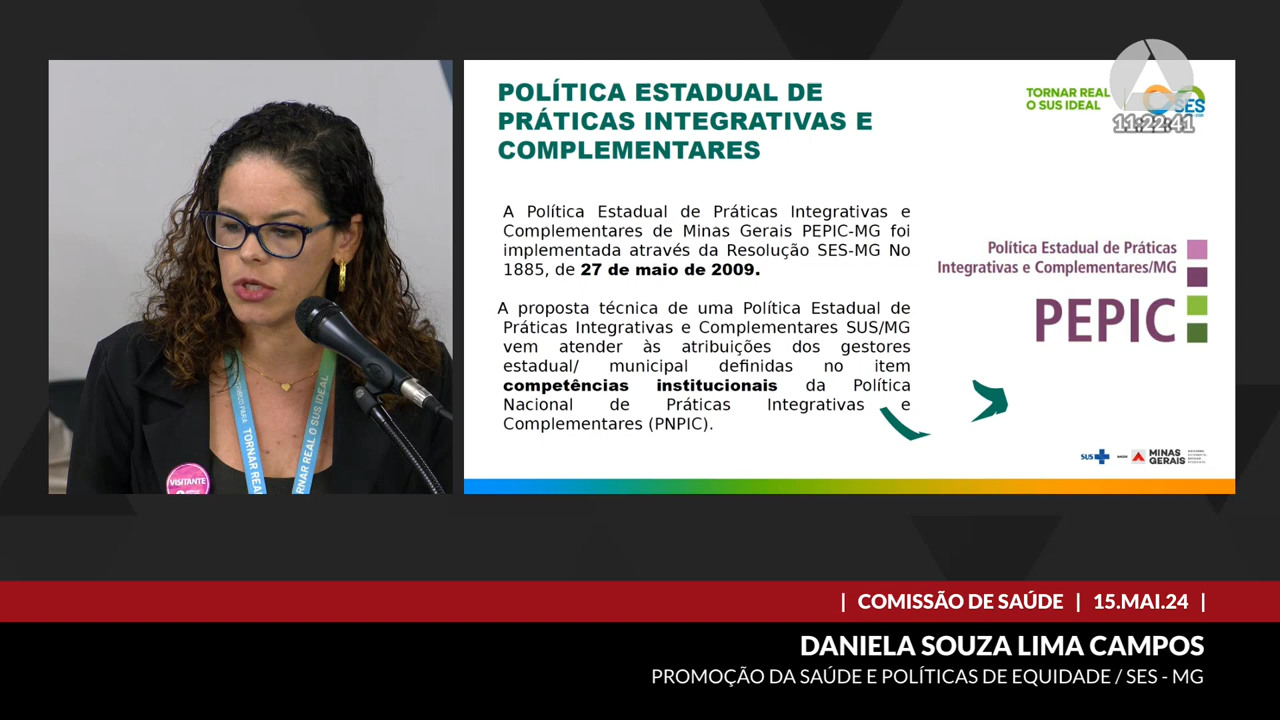 POLÍTICA ESTADUAL DE
PRÁTICAS INTEGRATIVAS E
COMPLEMENTARES
TORNAR REAL
O SUS IDEAL
SES
11:22:41
A Política Estadual de Práticas Integrativas e
Complementares de Minas Gerais PEPIC-MG foi
implementada através da Resolução SES-MG No
1885, de 27 de maio de 2009.
A proposta técnica de uma Política Estadual de
Práticas Integrativas e Complementares SUS/MG
vem atender às atribuições dos gestores
estadual/ municipal definidas no item
competências institucionais da Política
Nacional de Práticas Integrativas e
Complementares (PNPIC).
Política Estadual de Práticas
Integrativas e Complementares/MG
PEPIC
SUS
SAÚDE
MINAS
GERAIS
VISITANTE
TORNAR REAL
TORNAR REAL O SUS IDEAL
| COMISSÃO DE SAÚDE | 15.MAI.24 |
DANIELA SOUZA LIMA CAMPOS
PROMOÇÃO DA SAÚDE E POLÍTICAS DE EQUIDADE / SES - MG